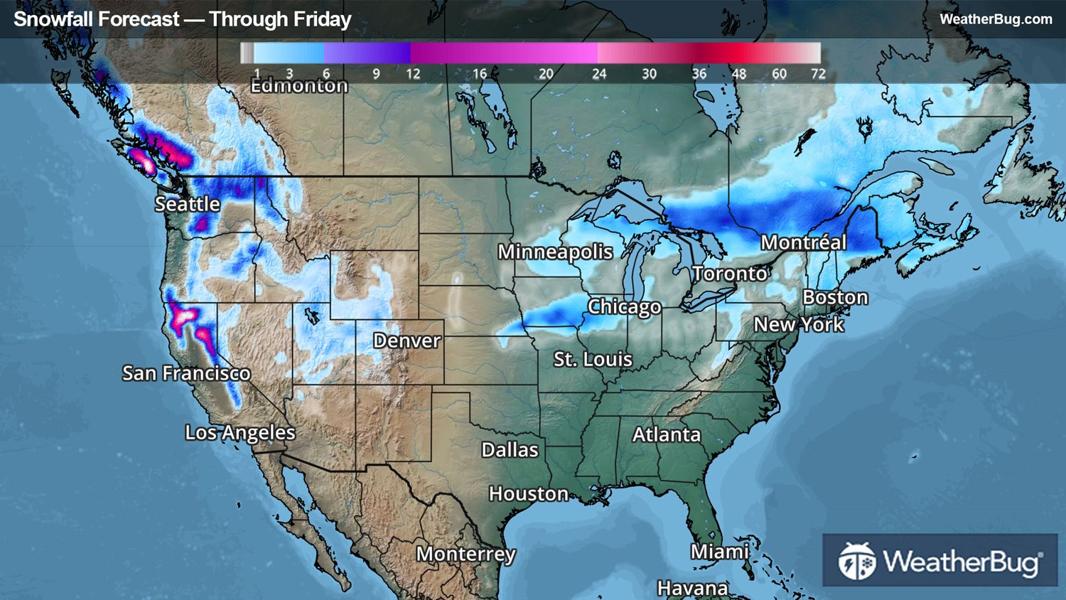 Snowfall Forecast — Through Friday
WeatherBug.com
1 3 6 9 12 16 20 24 30 36 48 60 72
Edmonton
Seattle
Minneapolis
Montréal
Toronto
Chicago
Boston
New York
Denver
St. Louis
San Francisco
Los Angeles
Atlanta
Dallas
Houston
Monterrey
Miami
Havana
WeatherBug®